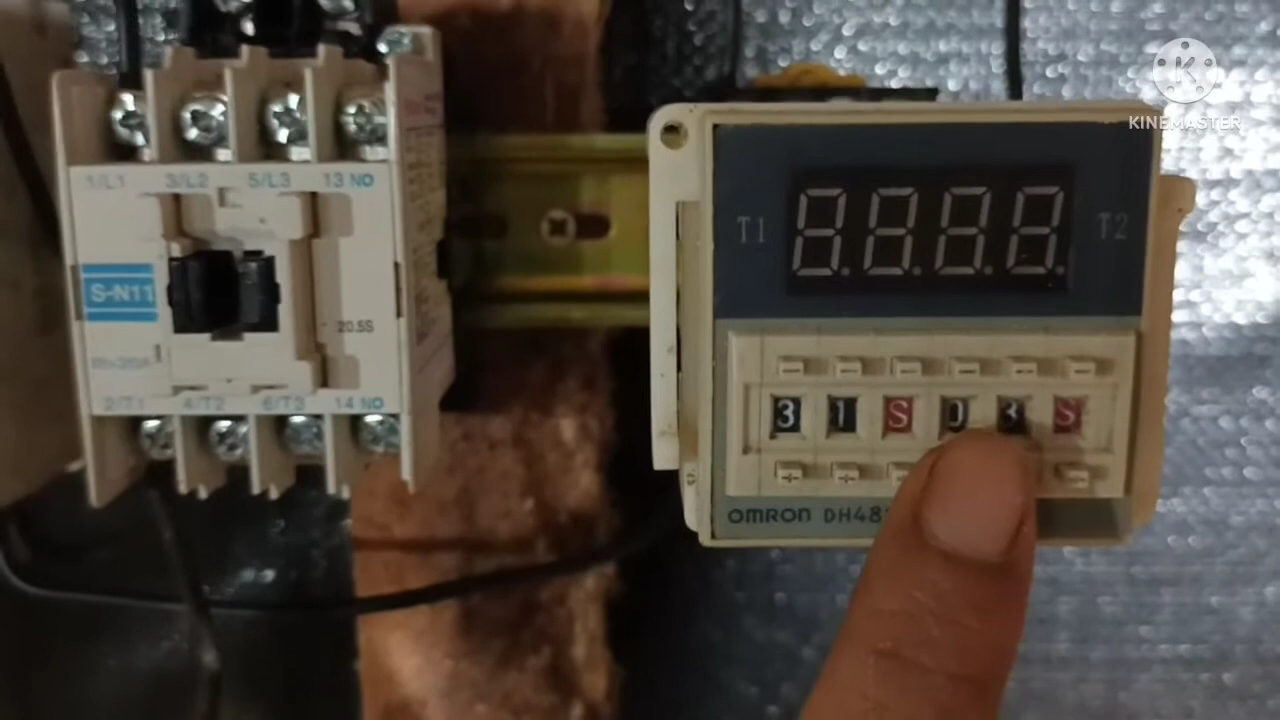 K
KINEMASTER
1/L1 3/L2 5/L3 13 NO
S-N11
20.5S
2/T1 4/T2 6/T3 14 NO
T1 8.8.8.8. T2
3 1 S 0 3 S
OMRON DH48